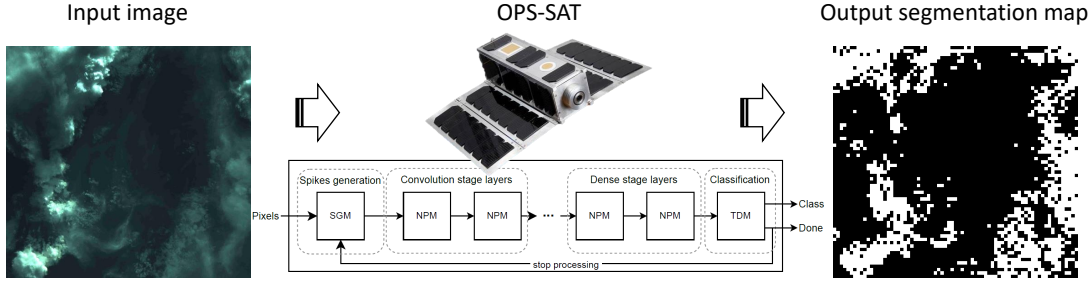 Input image
OPS-SAT
Output segmentation map
Spikes generation
Convolution stage layers
Dense stage layers
Classification
Pixels
SGM
NPM
NPM
...
NPM
NPM
TDM
Class
Done
stop processing